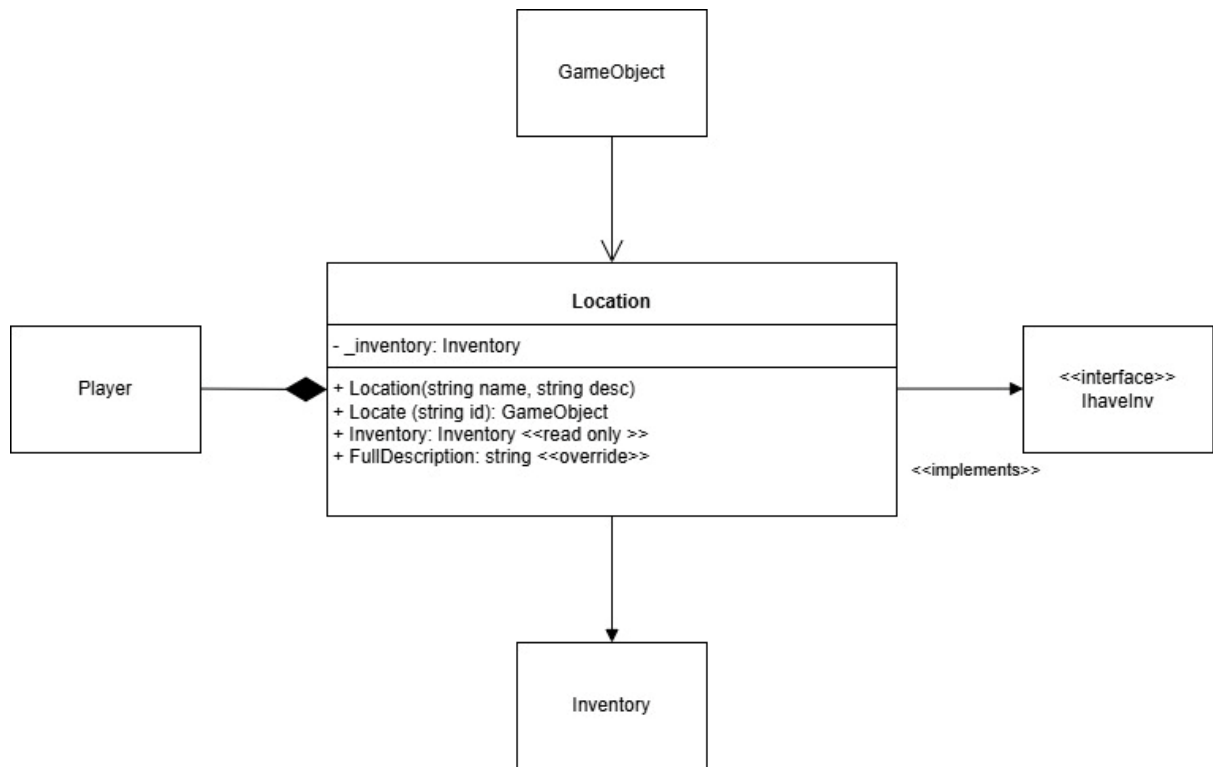 GameObject
Location
- _inventory: Inventory
Player
+ Location(string name, string desc)
+ Locate (string id): GameObject
+ Inventory: Inventory <<read only >>
+ FullDescription: string <<override>>
<<interface>>
IhaveInv
<<implements>>
Inventory